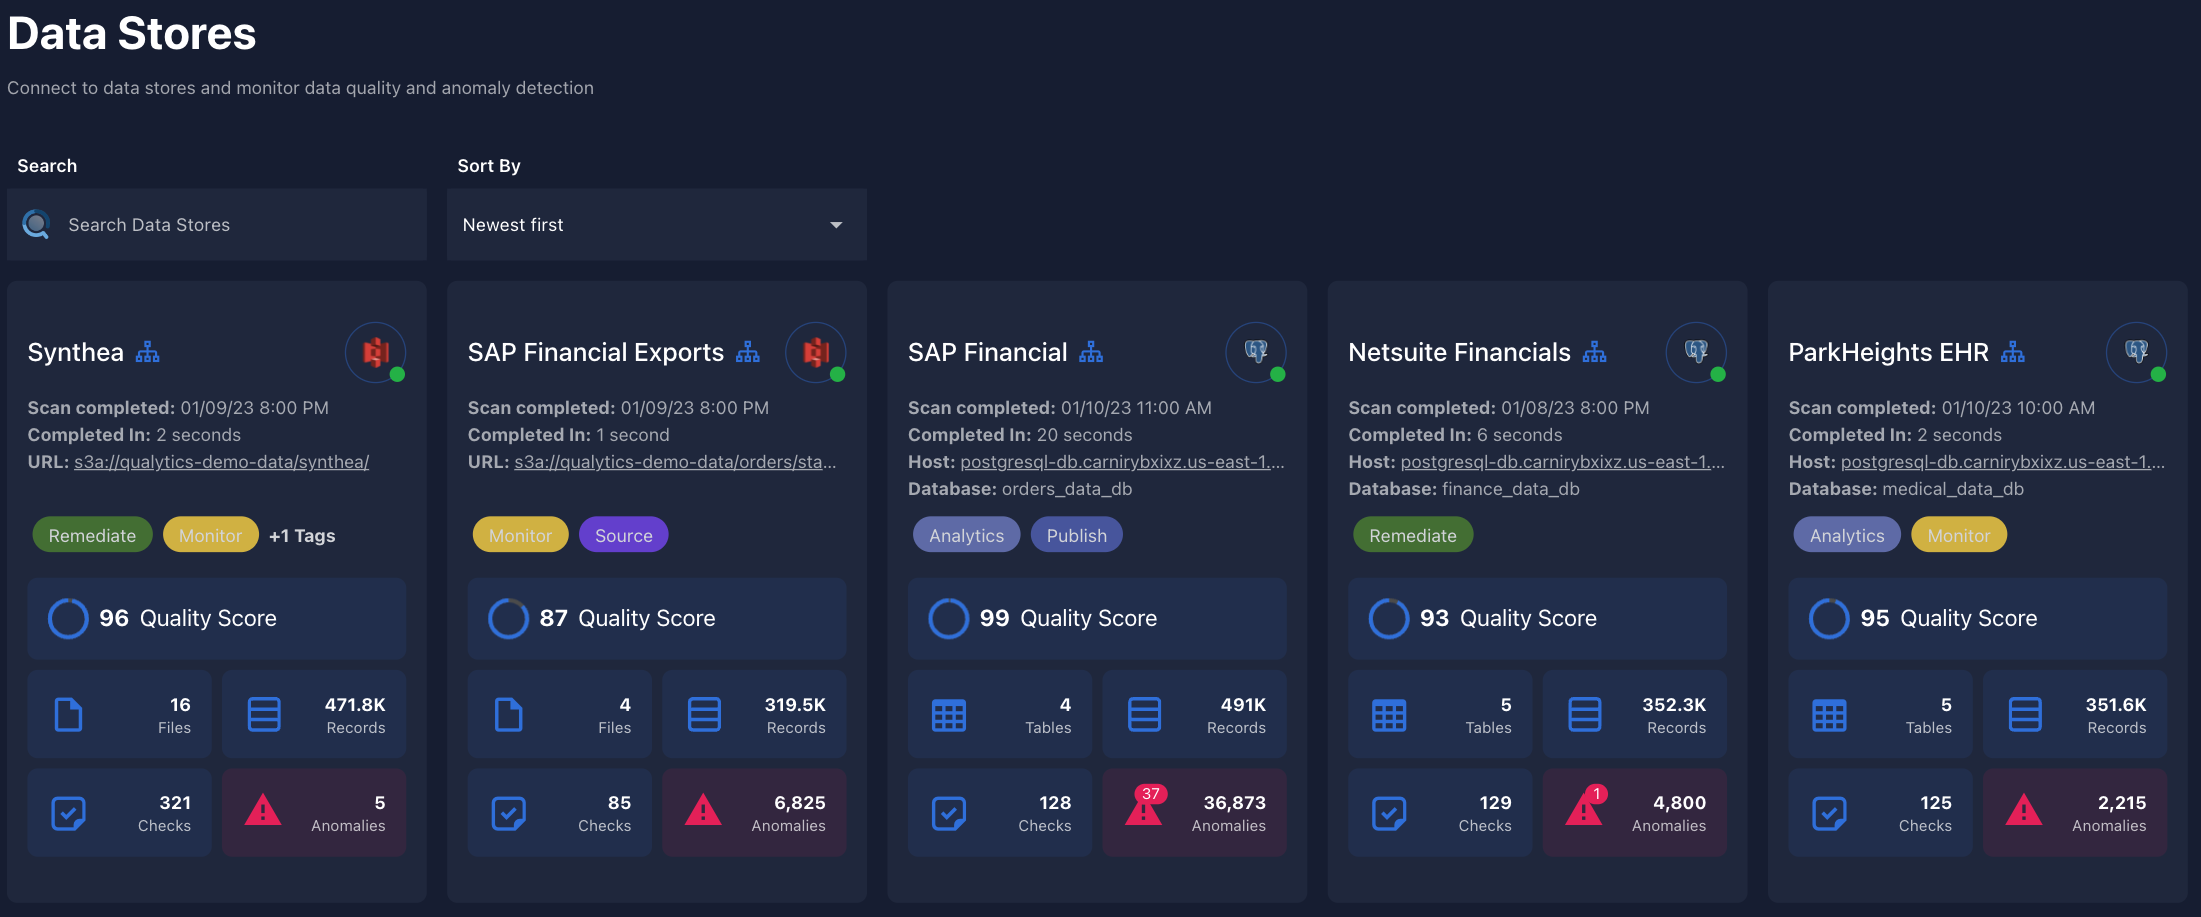 Data Stores
Connect to data stores and monitor data quality and anomaly detection
Search
Sort By
Search Data Stores
Newest first
Synthea
Scan completed: 01/09/23 8:00 PM
Completed In: 2 seconds
URL: s3a://qualytics-demo-data/synthea/
Remediate Monitor +1 Tags
96 Quality Score
16
Files
471.8K
Records
321
Checks
5
Anomalies
SAP Financial Exports
Scan completed: 01/09/23 8:00 PM
Completed In: 1 second
URL: s3a://qualytics-demo-data/orders/sta...
Monitor Source
87 Quality Score
4
Files
319.5K
Records
85
Checks
6,825
Anomalies
SAP Financial
Scan completed: 01/10/23 11:00 AM
Completed In: 20 seconds
Host: postgresql-db.carnirybxixz.us-east-1....
Database: orders_data_db
Analytics Publish
99 Quality Score
4
Tables
491K
Records
128
Checks
37
36,873
Anomalies
Netsuite Financials
Scan completed: 01/08/23 8:00 PM
Completed In: 6 seconds
Host: postgresql-db.carnirybxixz.us-east-1....
Database: finance_data_db
Remediate
93 Quality Score
5
Tables
352.3K
Records
129
Checks
1
4,800
Anomalies
ParkHeights EHR
Scan completed: 01/10/23 10:00 AM
Completed In: 2 seconds
Host: postgresql-db.carnirybxixz.us-east-1....
Database: medical_data_db
Analytics Monitor
95 Quality Score
5
Tables
351.6K
Records
125
Checks
2,215
Anomalies